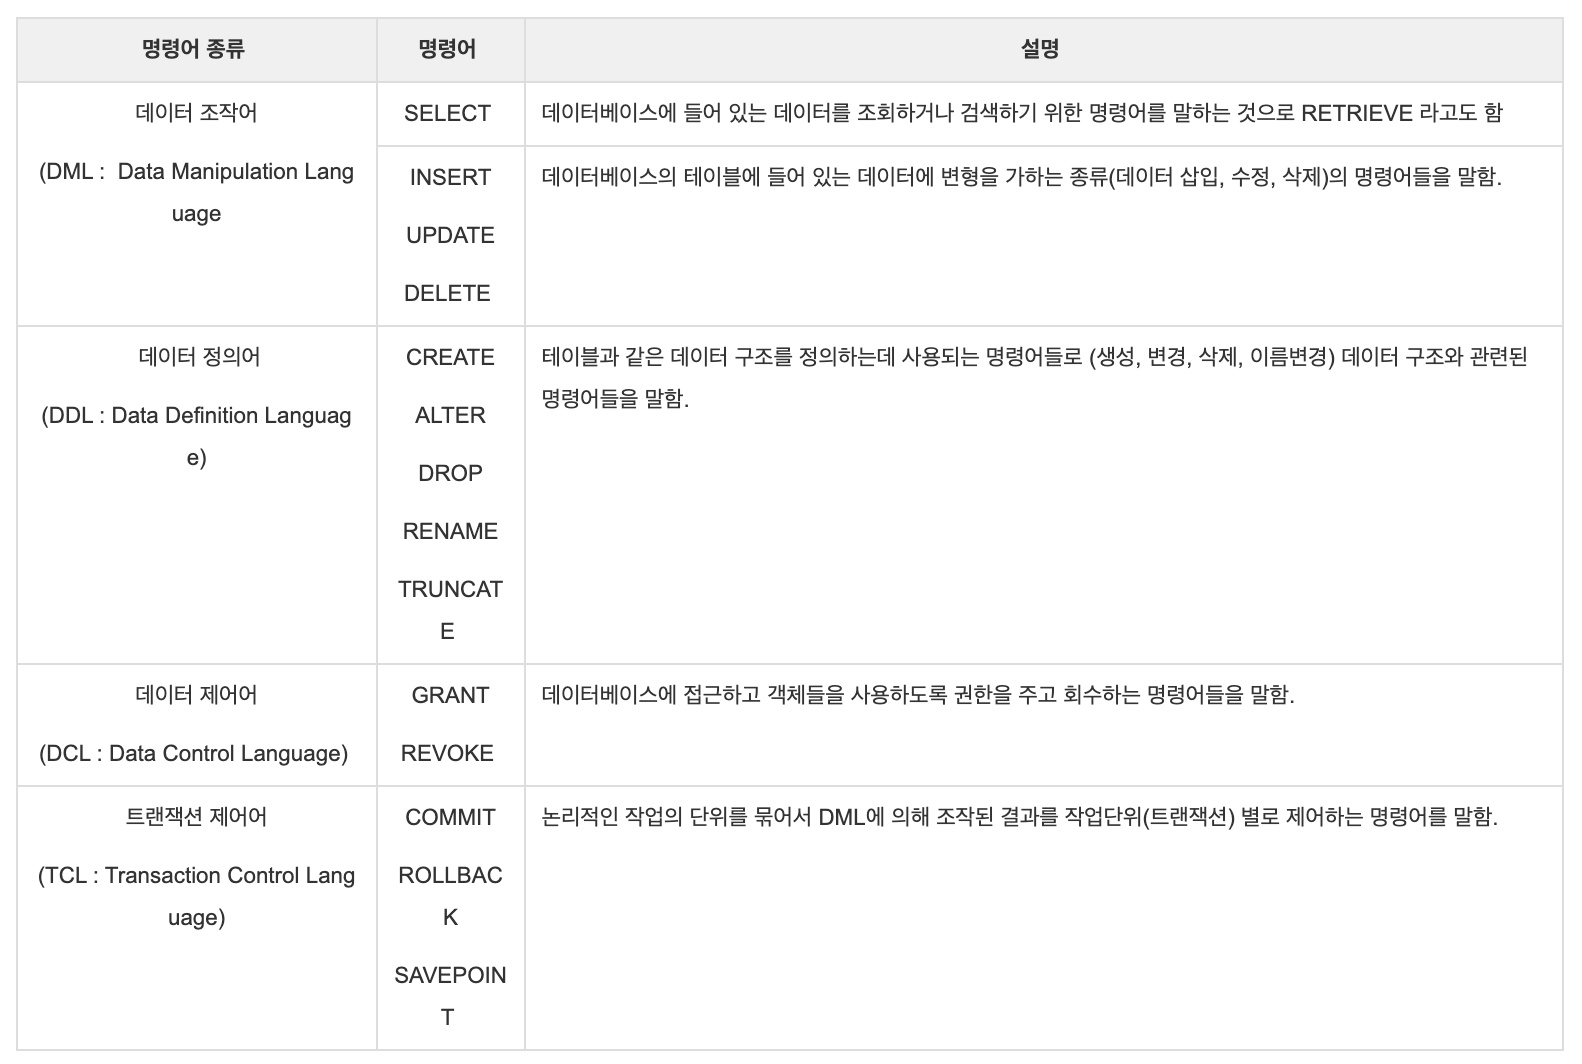 명령어 종류
명령어
설명
데이터 조작어
(DML :  Data Manipulation Lang
uage
SELECT
데이터베이스에 들어 있는 데이터를 조회하거나 검색하기 위한 명령어를 말하는 것으로 RETRIEVE 라고도 함
INSERT
UPDATE
DELETE
데이터베이스의 테이블에 들어 있는 데이터에 변형을 가하는 종류(데이터 삽입, 수정, 삭제)의 명령어들을 말함.
데이터 정의어
(DDL : Data Definition Languag
e)
CREATE
ALTER
DROP
RENAME
TRUNCAT
E
테이블과 같은 데이터 구조를 정의하는데 사용되는 명령어들로 (생성, 변경, 삭제, 이름변경) 데이터 구조와 관련된
명령어들을 말함.
데이터 제어어
(DCL : Data Control Language)
GRANT
REVOKE
데이터베이스에 접근하고 객체들을 사용하도록 권한을 주고 회수하는 명령어들을 말함.
트랜잭션 제어어
(TCL : Transaction Control Lang
uage)
COMMIT
ROLLBAC
K
SAVEPOIN
T
논리적인 작업의 단위를 묶어서 DML에 의해 조작된 결과를 작업단위(트랜잭션) 별로 제어하는 명령어를 말함.